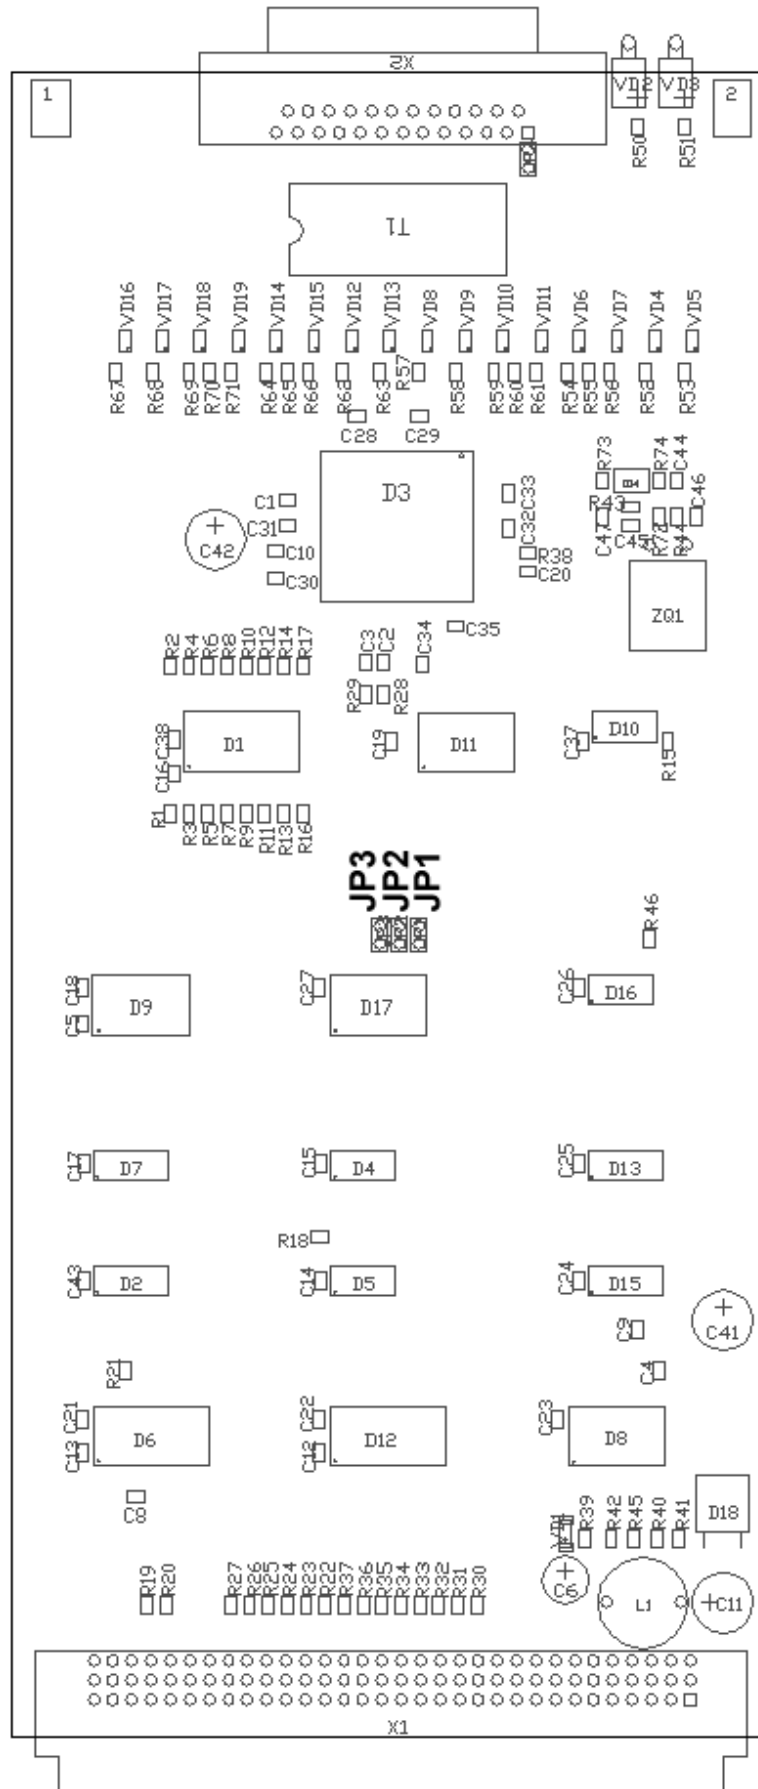 X2
1
VD2 VD3
2
R50 R51
T1
VD16 VD17 VD18 VD19 VD14 VD15 VD12 VD13 VD8 VD9 VD10 VD11 VD6 VD7 VD4 VD5
R67 R68 R69 R70 R71 R64 R65 R66 R62 R63 R57 R58 R59 R60 R61 R54 R55 R56 R52 R53
C28 C29
D3
R73 R74 C44
C1 C33 R43 C46
C31 C32 C47 C45 R72 R44
C42 C10 R38
C30 C20
ZQ1
C35
R2 R4 R6 R8 R10 R12 R14 R17 C3 C2 C34
R29 R28
C38 D1 C19 D11 C37 D10 R15
C16
R1 R3 R5 R7 R9 R11 R13 R16
JP3 JP2 JP1
R46
C18 D9 C27 D17 C26 D16
C5
C17 D7 C15 D4 C25 D13
R18
C43 D2 C14 D5 C24 D15
C9 C41
R21 C4
C21 D6 C22 D12 C23 D8
C13 C12
C8
R39 R42 R45 R40 R41 D18
R19 R20 R27 R26 R25 R24 R23 R22 R37 R36 R35 R34 R33 R32 R31 R30 C6 L1 C11
X1